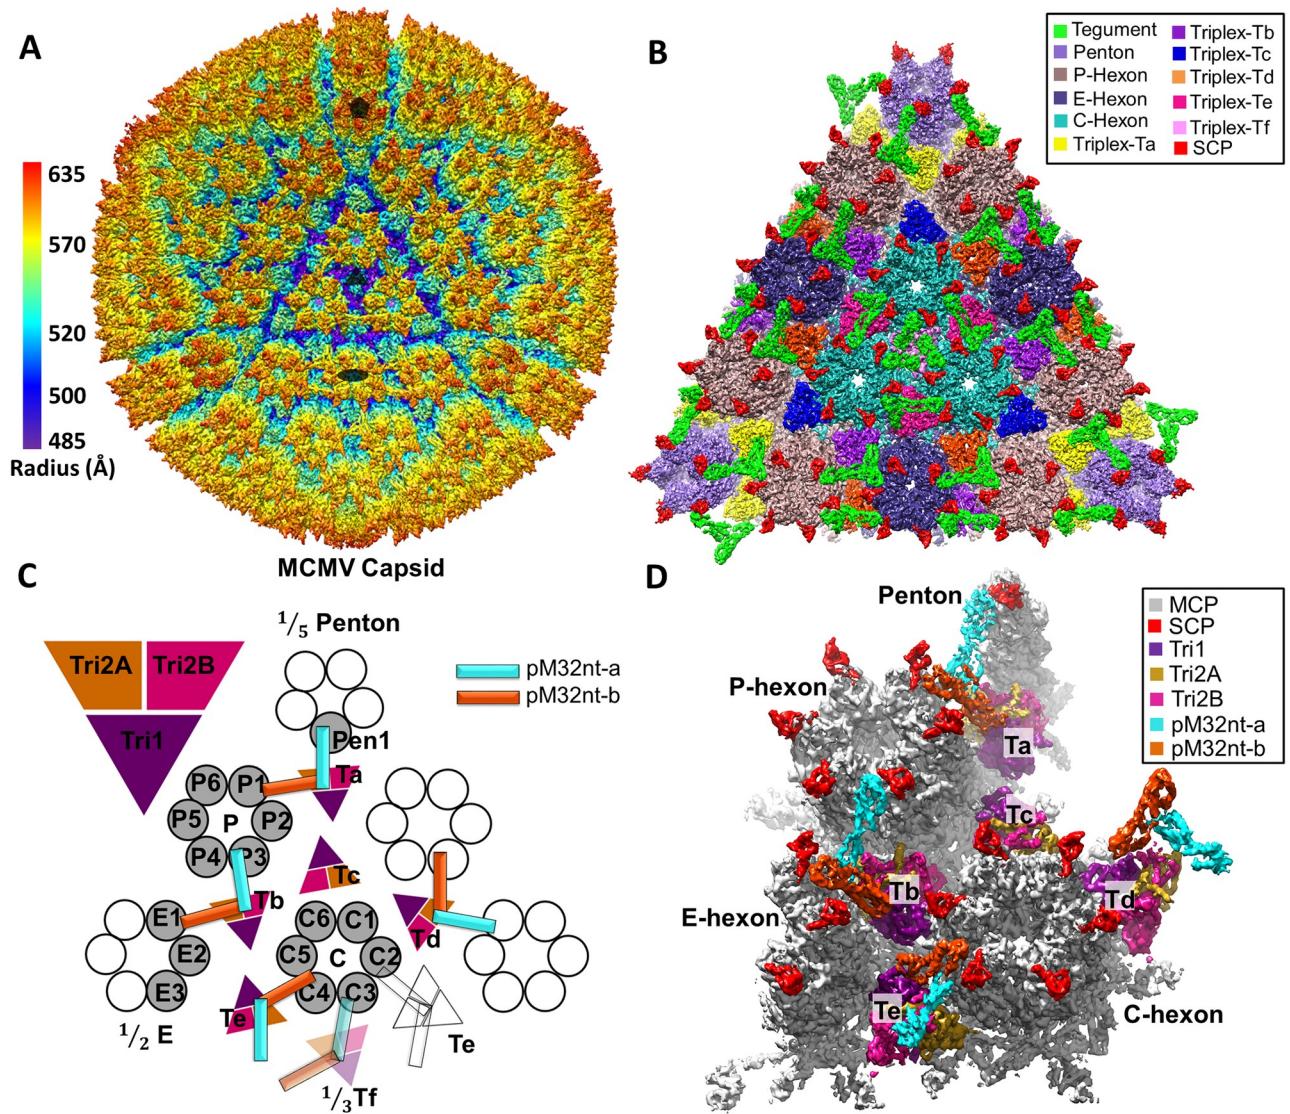 A
635
570
520
500
485
Radius (Å)
MCMV Capsid
B
Tegument
Penton
P-Hexon
E-Hexon
C-Hexon
Triplex-Ta
Triplex-Tb
Triplex-Tc
Triplex-Td
Triplex-Te
Triplex-Tf
SCP
C
1/5 Penton
Tri2A
Tri2B
Tri1
pM32nt-a
pM32nt-b
Pen1
Ta
P6
P1
P5
P
P2
P4
P3
Tc
Tb
Td
E1
E2
E3
1/2 E
C6
C1
C5
C
C2
C4
C3
Te
Te
1/3Tf
D
Penton
P-hexon
Ta
Tc
Tb
Td
E-hexon
Te
C-hexon
MCP
SCP
Tri1
Tri2A
Tri2B
pM32nt-a
pM32nt-b